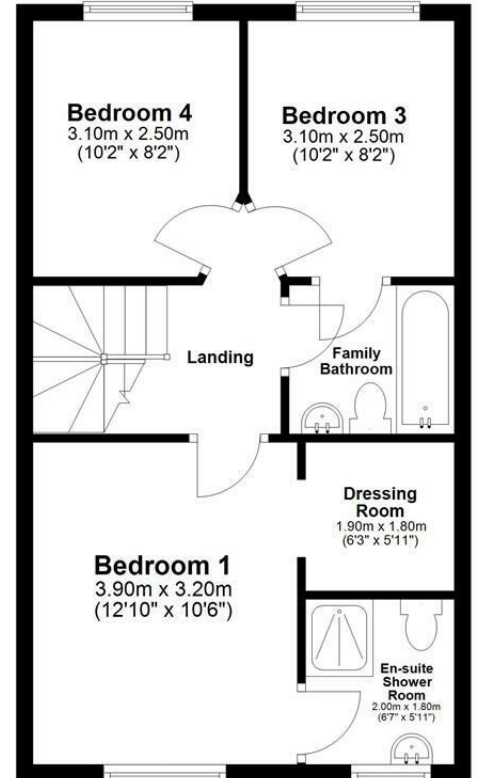 Bedroom 4
3.10m x 2.50m
(10'2" x 8'2")
Bedroom 3
3.10m x 2.50m
(10'2" x 8'2")
Landing
Family
Bathroom
Dressing
Room
1.90m x 1.80m
(6'3" x 5'11")
Bedroom 1
3.90m x 3.20m
(12'10" x 10'6")
En-suite
Shower
Room
2.00m x 1.80m
(6'7" x 5'11")